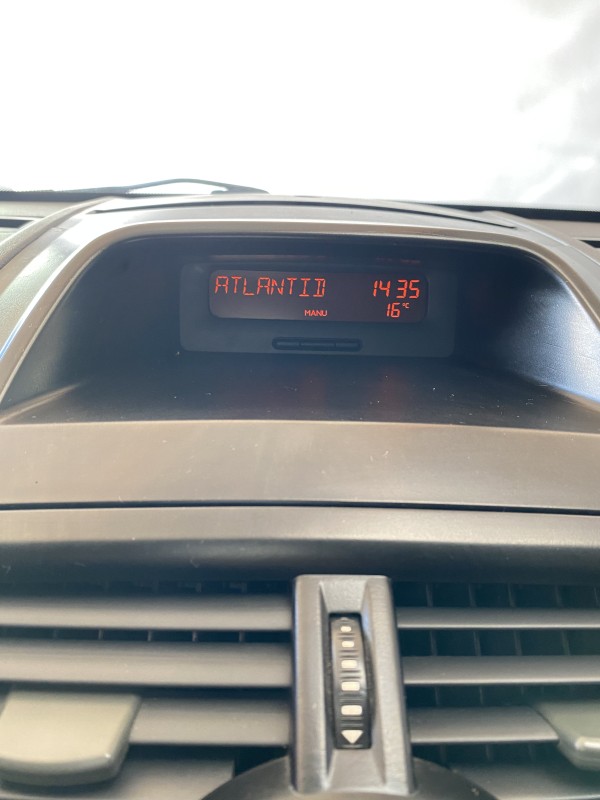 ATLANTID 14 35
MANU 16°C